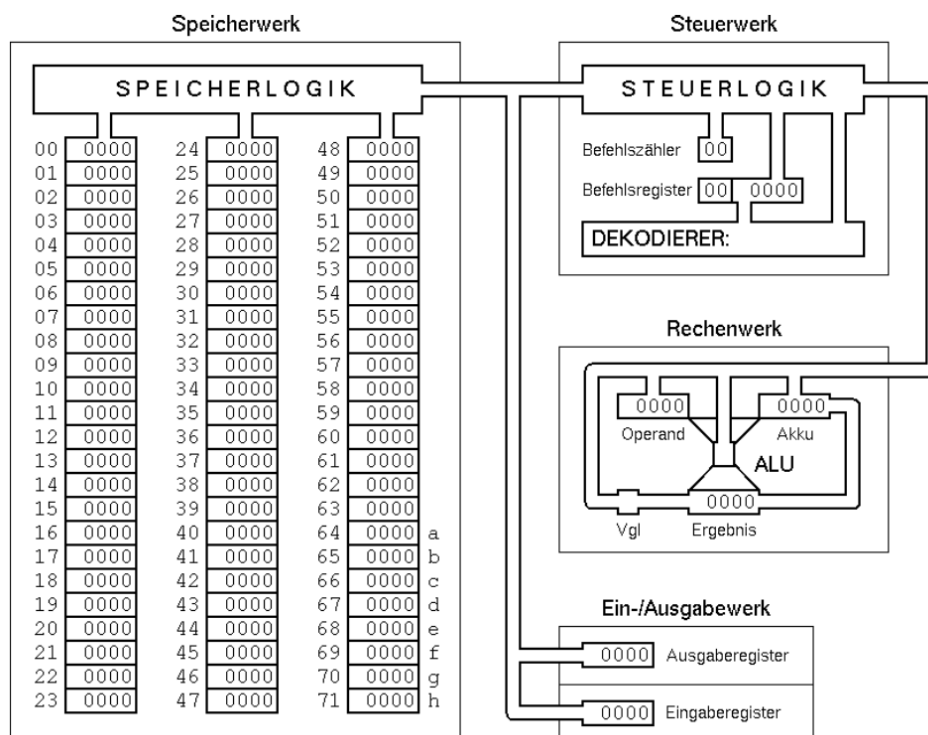 Speicherwerk
SPEICHERLOGIK
00 0000 24 0000 48 0000
01 0000 25 0000 49 0000
02 0000 26 0000 50 0000
03 0000 27 0000 51 0000
04 0000 28 0000 52 0000
05 0000 29 0000 53 0000
06 0000 30 0000 54 0000
07 0000 31 0000 55 0000
08 0000 32 0000 56 0000
09 0000 33 0000 57 0000
10 0000 34 0000 58 0000
11 0000 35 0000 59 0000
12 0000 36 0000 60 0000
13 0000 37 0000 61 0000
14 0000 38 0000 62 0000
15 0000 39 0000 63 0000
16 0000 40 0000 64 0000 a
17 0000 41 0000 65 0000 b
18 0000 42 0000 66 0000 c
19 0000 43 0000 67 0000 d
20 0000 44 0000 68 0000 e
21 0000 45 0000 69 0000 f
22 0000 46 0000 70 0000 g
23 0000 47 0000 71 0000 h
Steuerwerk
STEUERLOGIK
Befehlszähler 00
Befehlsregister 00 0000
DEKODIERER:
Rechenwerk
0000 0000
Operand Akku
ALU
0000
Vgl Ergebnis
Ein-/Ausgabewerk
0000 Ausgaberegister
0000 Eingaberegister